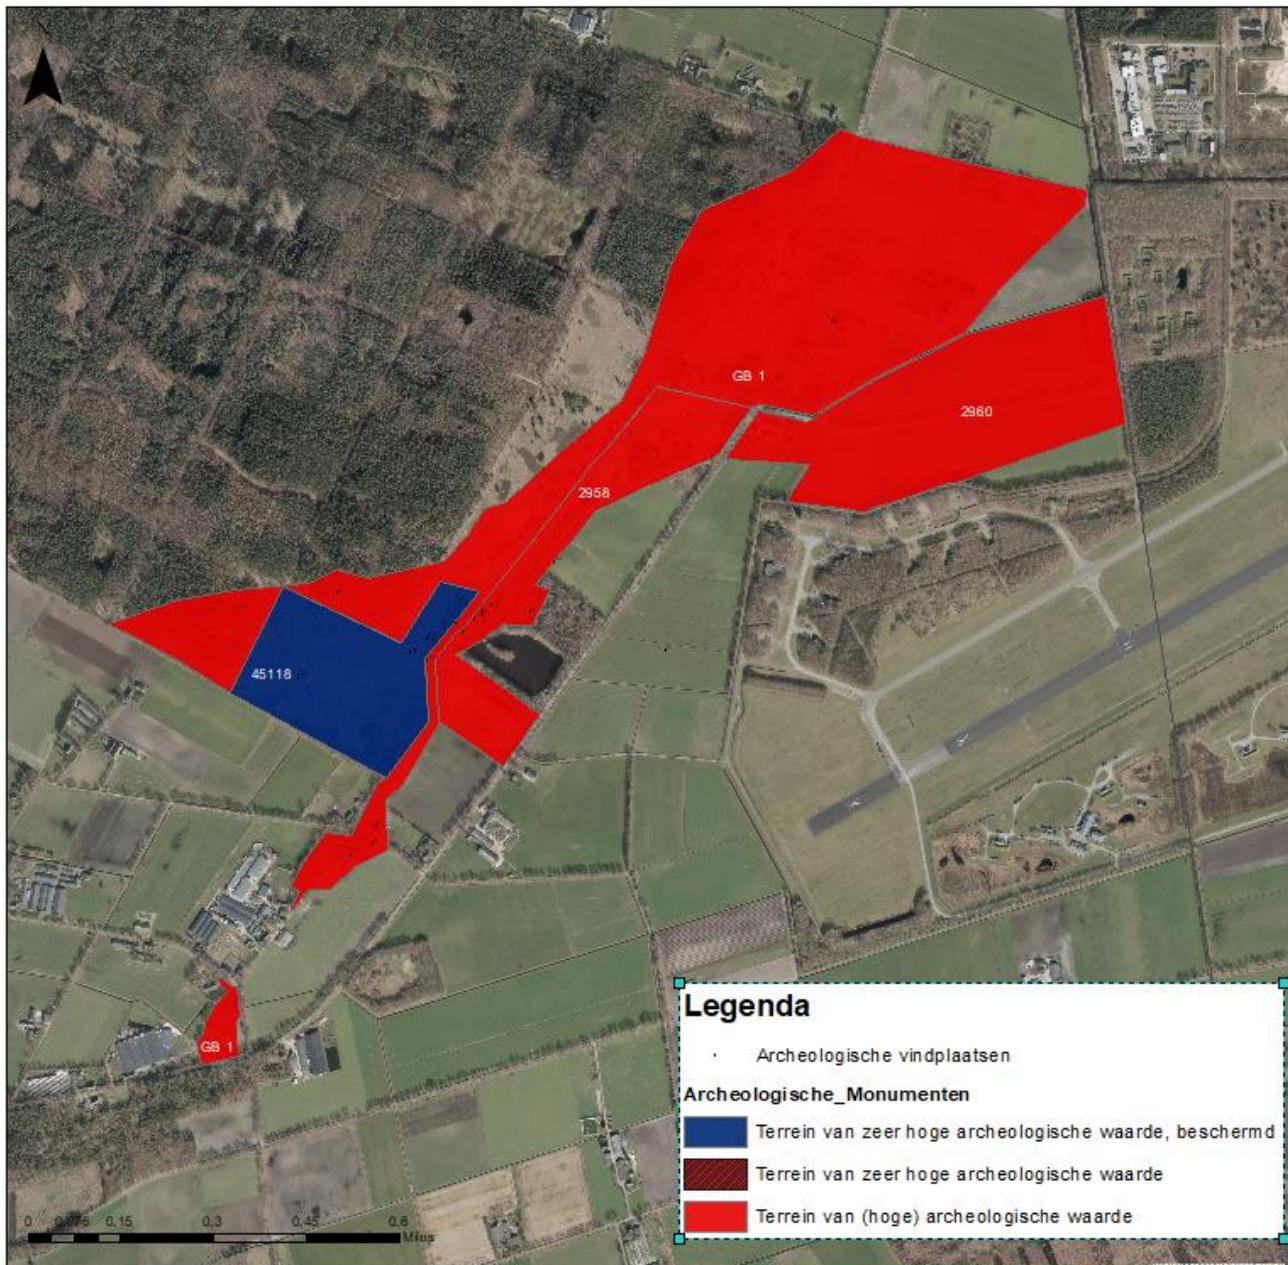 GB 1
2960
2958
45118
GB 1
Legenda
Archeologische vindplaatsen
Archeologische_Monumenten
Terrein van zeer hoge archeologische waarde, beschermd
Terrein van zeer hoge archeologische waarde
Terrein van (hoge) archeologische waarde
0 0,075 0,15 0,3 0,45 0,6
Miles